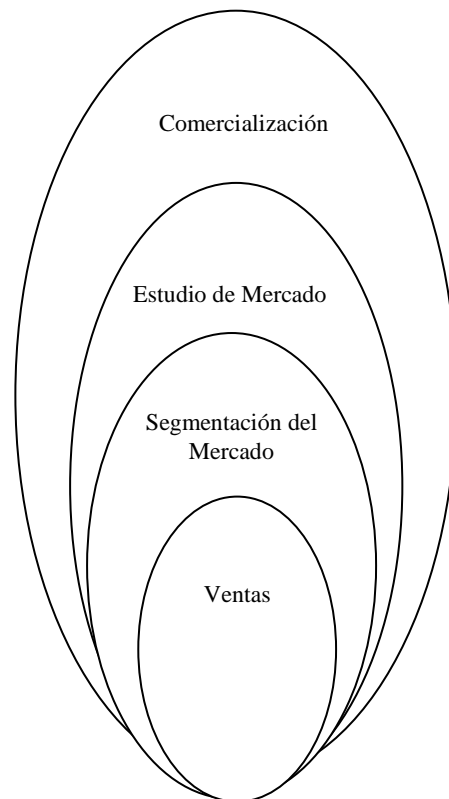 Comercialización
Estudio de Mercado
Segmentación del
Mercado
Ventas